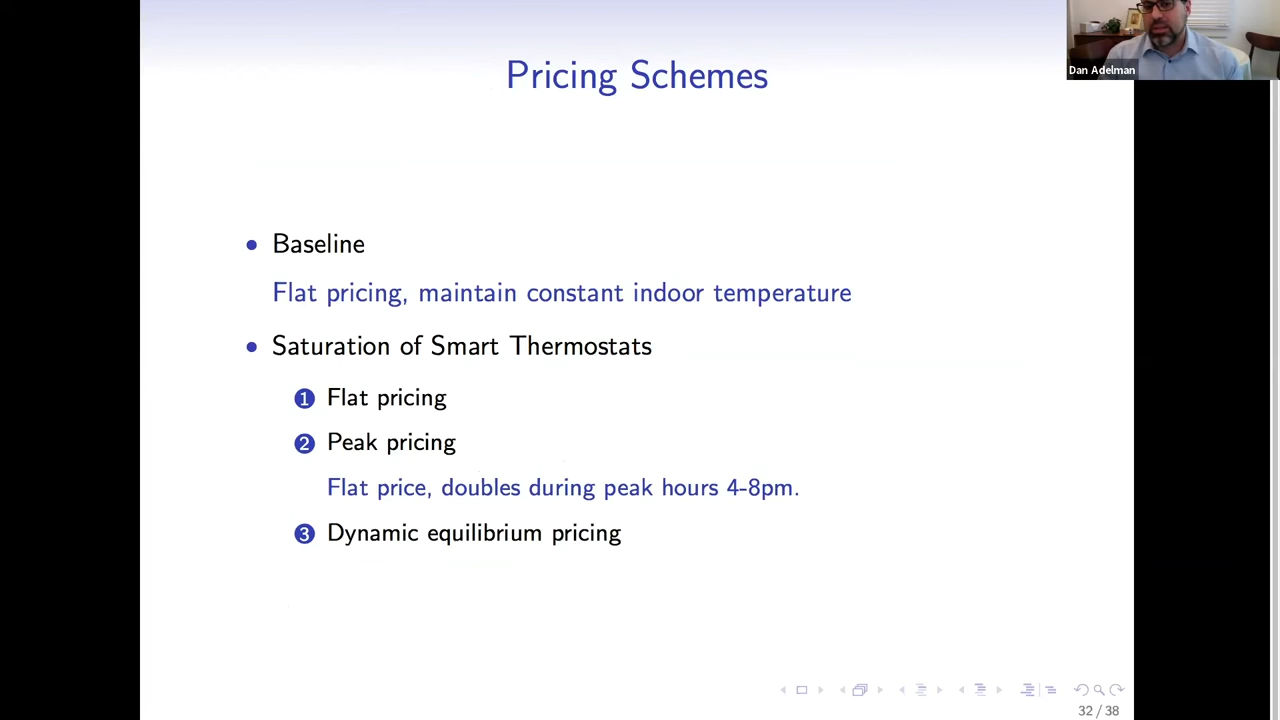 Pricing Schemes
Dan Adelman
• Baseline
Flat pricing, maintain constant indoor temperature
• Saturation of Smart Thermostats
1 Flat pricing
2 Peak pricing
Flat price, doubles during peak hours 4-8pm.
3 Dynamic equilibrium pricing
32 / 38